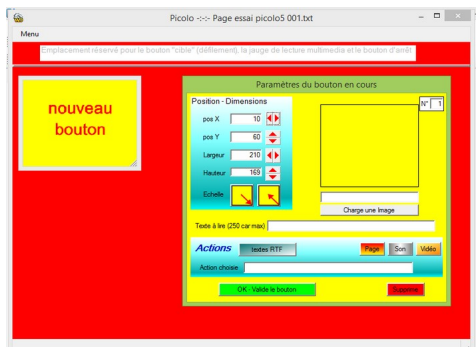 Picolo -:-:- Page essai picolo5 001.txt
Menu
Emplacement réservé pour le bouton "cible" (défilement), la jauge de lecture multimedia et le bouton d'arrêt
nouveau
bouton
Paramètres du bouton en cours
Position - Dimensions
N° 1
pos X 10
pos Y 60
Largeur 210
Hauteur 169
Echelle
Charge une Image
Texte à lire (250 car max)
Actions textes RTF Page Son Vidéo
Action choisie
OK - Valide le bouton
Supprime